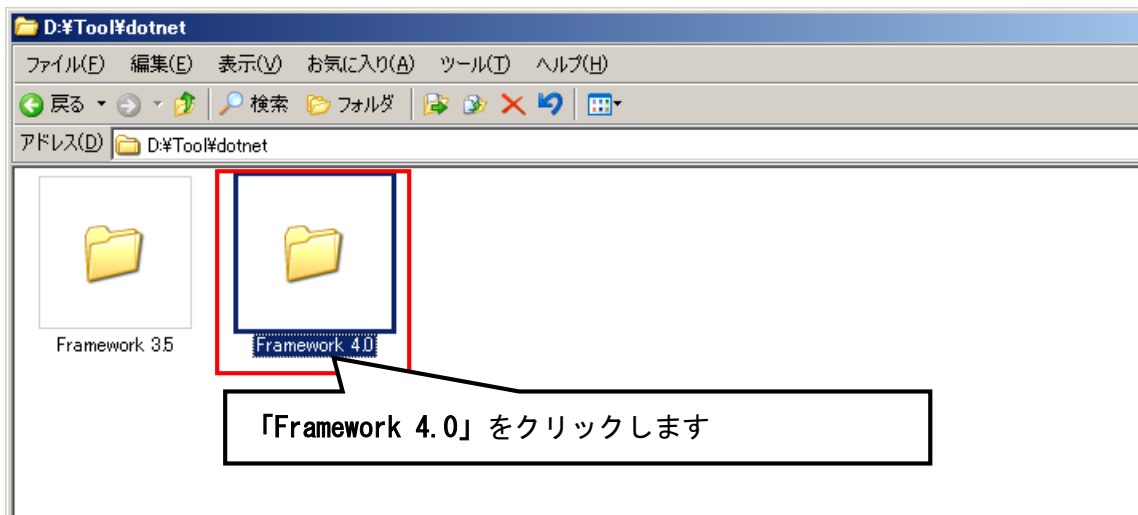 D:¥Tool¥dotnet
ファイル(F) 編集(E) 表示(V) お気に入り(A) ツール(T) ヘルプ(H)
戻る 検索 フォルダ
アドレス(D) D:¥Tool¥dotnet
Framework 3.5 Framework 4.0
「Framework 4.0」をクリックします